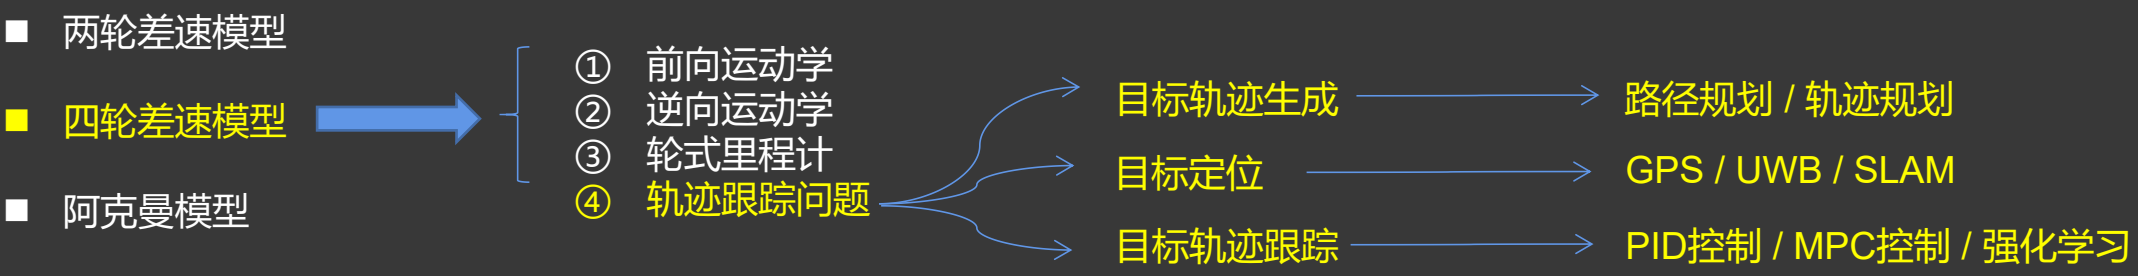 两轮差速模型
四轮差速模型
阿克曼模型
① 前向运动学
② 逆向运动学
③ 轮式里程计
④ 轨迹跟踪问题
目标轨迹生成
目标定位
目标轨迹跟踪
路径规划 / 轨迹规划
GPS / UWB / SLAM
PID控制 / MPC控制 / 强化学习